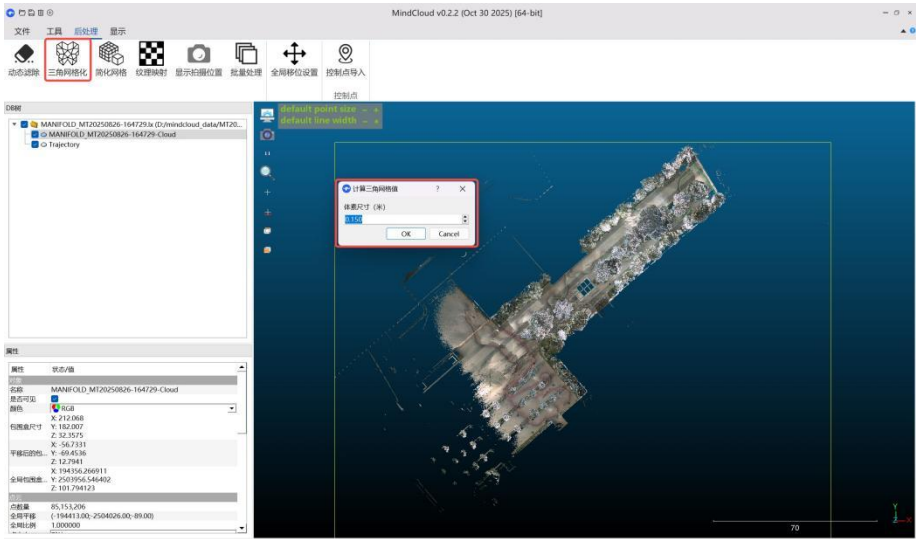 MindCloud v0.2.2 (Oct 30 2025) [64-bit]
文件 工具 后处理 显示
动态滤除 三角网格化 简化网格 纹理映射 显示拍摄位置 批量处理 全局移位设置 控制点导入
控制点
DB树
MANIFOLD_MT20250826-164729.lx (D:/mindcloud_data/MT20...
MANIFOLD_MT20250826-164729-Cloud
Trajectory
default point size - +
default line width - +
1:1
计算三角网格值 ? ×
体素尺寸（米）
0.150
OK Cancel
属性
属性 状态/值
名称 MANIFOLD_MT20250826-164729-Cloud
是否可见
颜色 RGB
包围盒尺寸 X: 212.068
Y: 182.007
Z: 32.3575
平移后的包... X: -56.7331
Y: -69.4536
Z: 12.7941
全局包围盒... X: 194356.266911
Y: 2503956.546402
Z: 101.794123
点云
点数量 85,153,206
全局平移 (-194413.00;-2504026.00;-89.00)
全局比例 1.000000
70
Y
Z X